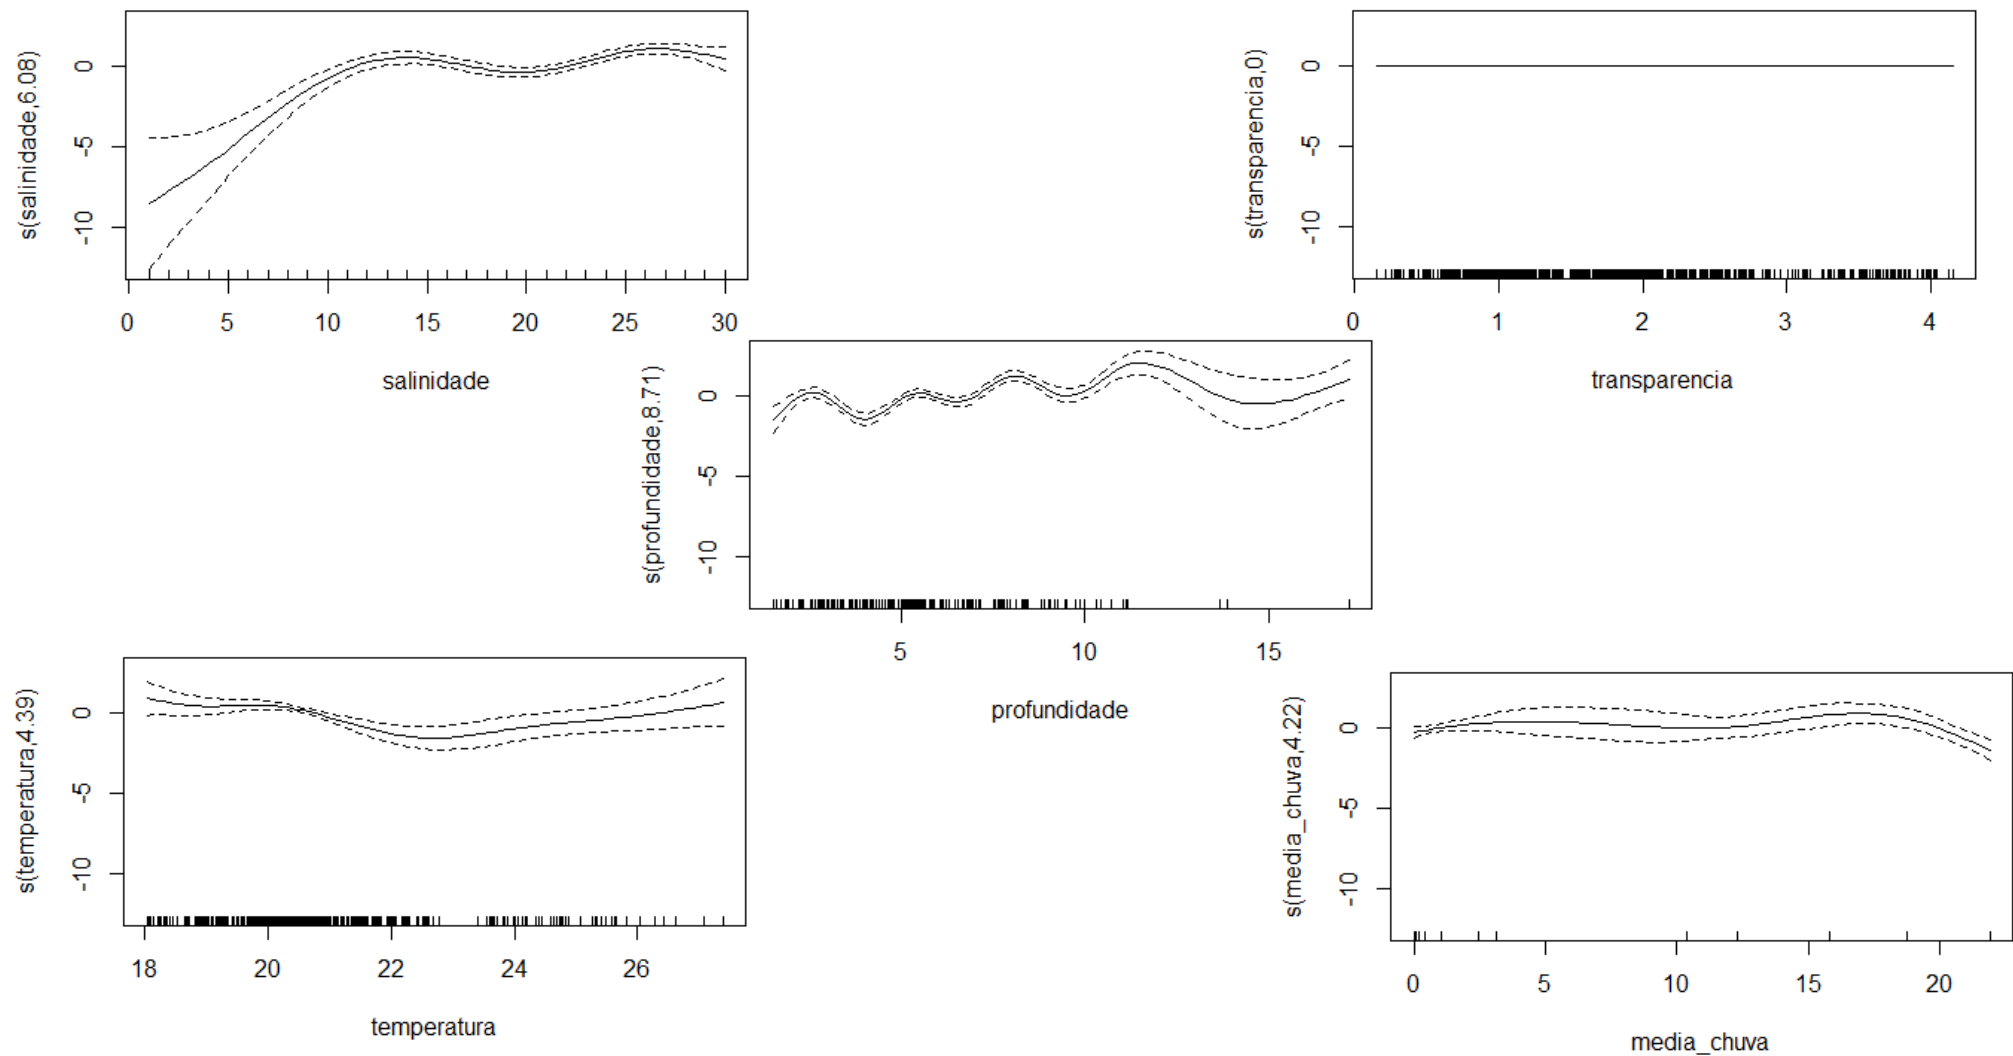 s(salinidade,6.08)
0
-5
-10
0 5 10 15 20 25 30
salinidade
s(transparencia,0)
0
-5
-10
0 1 2 3 4
transparencia
s(profundidade,8.71)
0
-5
-10
5 10 15
profundidade
s(temperatura,4.39)
0
-5
-10
18 20 22 24 26
temperatura
s(media_chuva,4.22)
0
-5
-10
0 5 10 15 20
media_chuva